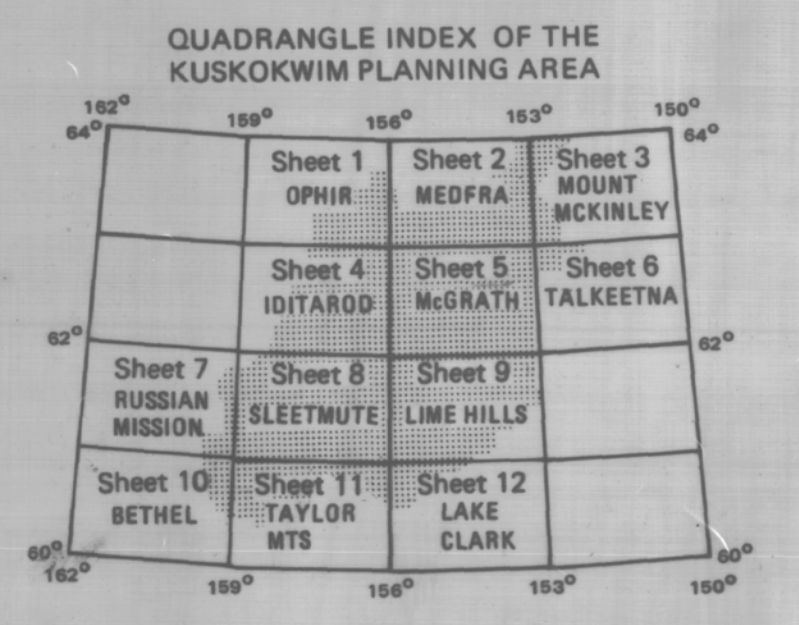 QUADRANGLE INDEX OF THE
KUSKOKWIM PLANNING AREA
162° 159° 156° 153° 150°
64° 64°
Sheet 1 Sheet 2 Sheet 3
OPHIR MEDFRA MOUNT
MCKINLEY
Sheet 4 Sheet 5 Sheet 6
IDITAROD McGRATH TALKEETNA
62° 62°
Sheet 7 Sheet 8 Sheet 9
RUSSIAN
MISSION SLEETMUTE LIME HILLS
Sheet 10 Sheet 11 Sheet 12
BETHEL TAYLOR LAKE
MTS CLARK
60° 60°
162° 159° 156° 153° 150°